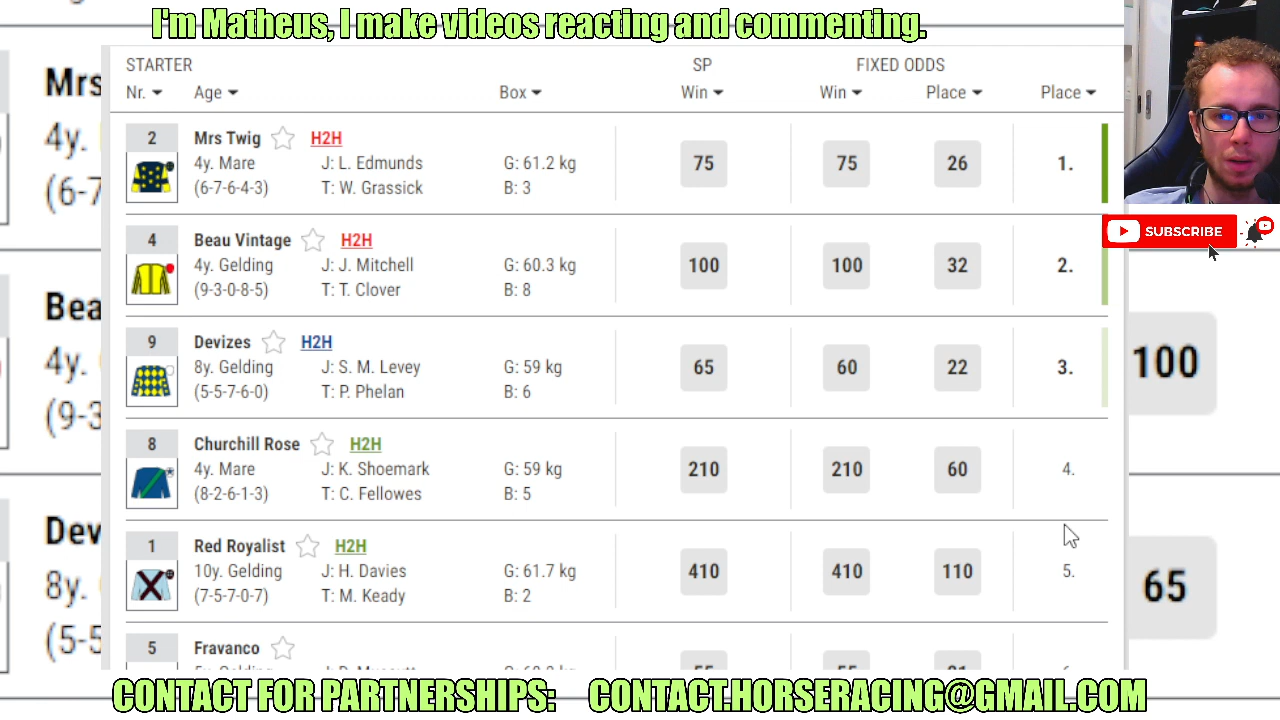 I'm Matheus, I make videos reacting and commenting.
STARTER SP FIXED ODDS
Nr. Age Box Win Win Place Place
2 Mrs Twig H2H
4y. Mare J: L. Edmunds G: 61.2 kg 75 75 26 1.
(6-7-6-4-3) T: W. Grassick B: 3
4 Beau Vintage H2H
4y. Gelding J: J. Mitchell G: 60.3 kg 100 100 32 2.
(9-3-0-8-5) T: T. Clover B: 8
9 Devizes H2H
8y. Gelding J: S. M. Levey G: 59 kg 65 60 22 3.
(5-5-7-6-0) T: P. Phelan B: 6
8 Churchill Rose H2H
4y. Mare J: K. Shoemark G: 59 kg 210 210 60 4.
(8-2-6-1-3) T: C. Fellowes B: 5
1 Red Royalist H2H
10y. Gelding J: H. Davies G: 61.7 kg 410 410 110 5.
(7-5-7-0-7) T: M. Keady B: 2
5 Fravanco
SUBSCRIBE
Mrs
4y.
(6-7
Bea
4y.
(9-3
100
Dev
8y.
(5-5
65
CONTACT FOR PARTNERSHIPS: CONTACT.HORSERACING@GMAIL.COM